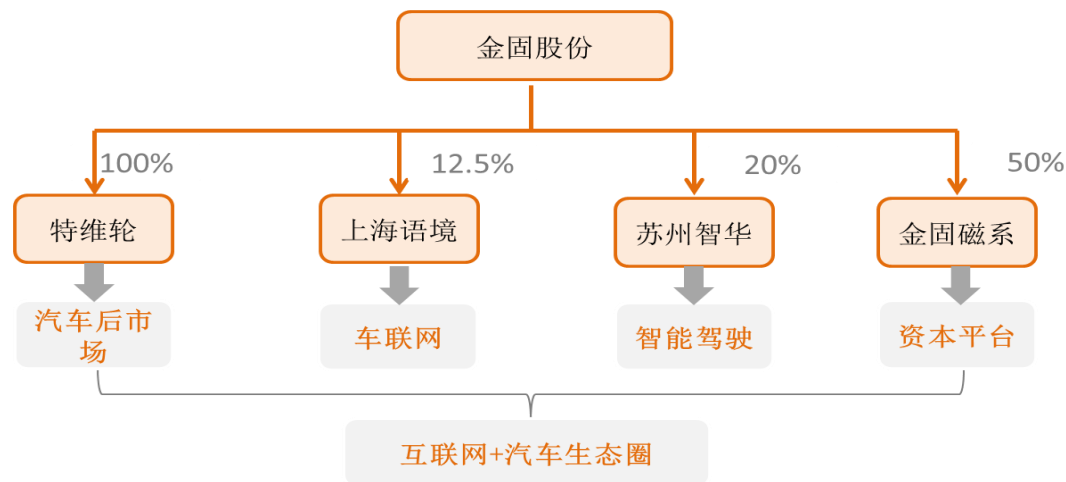 金固股份
100%
12.5%
20%
50%
特维轮
上海语境
苏州智华
金固磁系
汽车后市
场
车联网
智能驾驶
资本平台
互联网+汽车生态圈